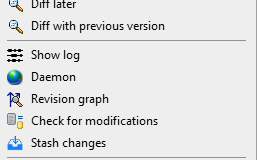 Diff later
Diff with previous version
Show log
Daemon
Revision graph
Check for modifications
Stash changes